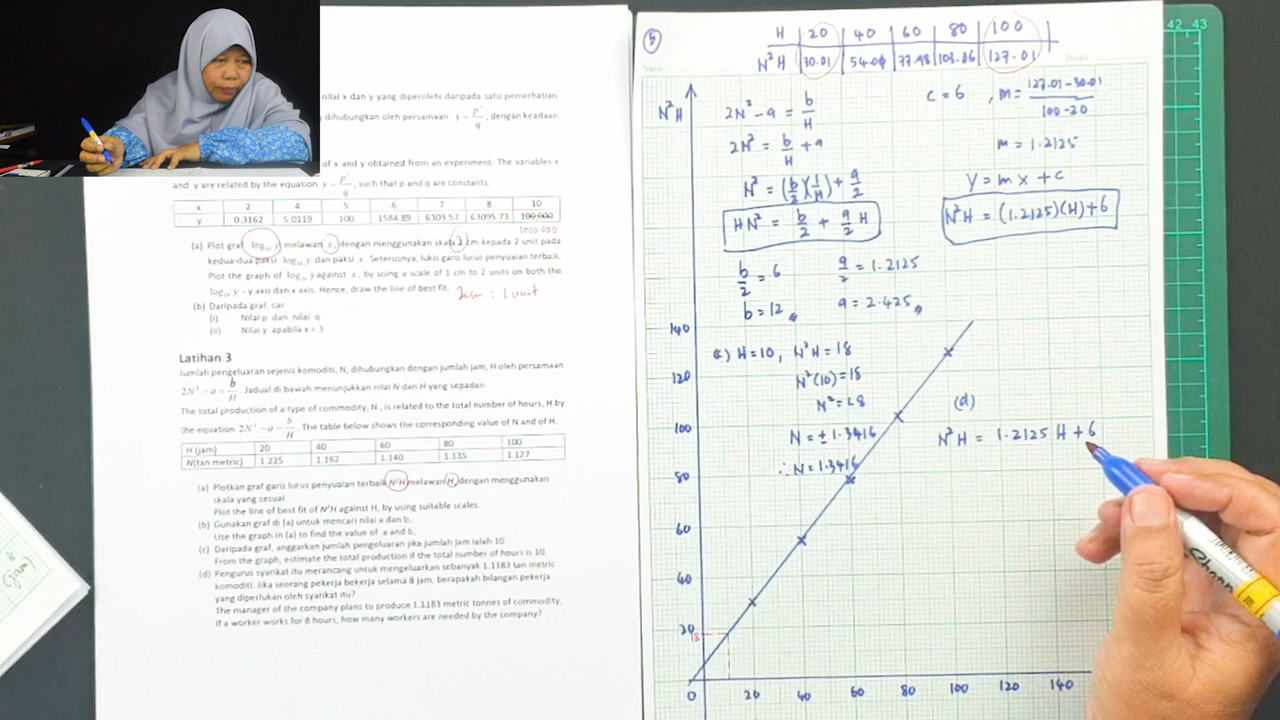 nilai x dan y yang diperolehi daripada satu pemerhatian
dihubungkan oleh persamaan y = p^x/q, dengan keadaan
of x and y obtained from an experiment. The variables x
and y are related by the equation y = p^x/q, such that p and q are constants.
x 2 4 5 6 7 8 10
y 0.3162 5.0119 100 1584.89 6309.57 63095.73 100 000
1000 000
(a) Plot graf log₁₀ y melawan x, dengan menggunakan skala 2 cm kepada 2 unit pada
kedua-dua paksi log₁₀ y dan paksi x. Seterusnya, lukis garis lurus penyuaian terbaik.
Plot the graph of log₁₀ y against x, by using a scale of 1 cm to 2 units on both the
log₁₀ y - y axis dan x axis. Hence, draw the line of best fit.
2cm : 1 unit
(b) Daripada graf, cari
(i) Nilai p dan nilai q
(ii) Nilai y apabila x = 3
Latihan 3
Jumlah pengeluaran sejenis komoditi, N, dihubungkan dengan jumlah jam, H oleh persamaan
2N² - a = b/H. Jadual di bawah menunjukkan nilai N dan H yang sepadan.
The total production of a type of commodity, N , is related to the total number of hours, H by
the equation 2N² - a = b/H. The table below shows the corresponding value of N and of H.
H (jam) 20 40 60 80 100
N(tan metric) 1.225 1.162 1.140 1.135 1.127
(a) Plotkan graf garis lurus penyuaian terbaik N²H melawan H dengan menggunakan
skala yang sesuai
Plot the line of best fit of N²H against H, by using suitable scales.
(b) Gunakan graf di (a) untuk mencari nilai a dan b,
Use the graph in (a) to find the value of a and b,
(c) Daripada graf, anggarkan jumlah pengeluaran jika jumlah jam ialah 10
From the graph, estimate the total production if the total number of hours is 10.
(d) Pengurus syarikat itu merancang untuk mengeluarkan sebanyak 1.1183 tan metric
komoditi. Jika seorang pekerja bekerja selama 8 jam, berapakah bilangan pekerja
yang diperlukan oleh syarikat itu?
The manager of the company plans to produce 1.1183 metric tonnes of commodity.
If a worker works for 8 hours, how many workers are needed by the company?
(jam)
5
H 20 40 60 80 100
N²H 30.01 54.01 77.98 103.06 127.01
N²H
2N² - a = b/H
2N² = b/H + a
N² = (b/2)(1/H) + a/2
HN² = b/2 + a/2 H
b/2 = 6
b = 12
a/2 = 1.2125
a = 2.425
c = 6 , m = 127.01 - 30.01 / 100 - 20
m = 1.2125
y = mx + c
N²H = (1.2125)(H) + 6
(c) H = 10, N²H = 18
N²(10) = 18
N² = 1.8
N = ± 1.3416
∴ N = 1.3416
(d)
N²H = 1.2125 H + 6
140
120
100
80
60
40
20
18
0 20 40 60 80 100 120 140
42 43